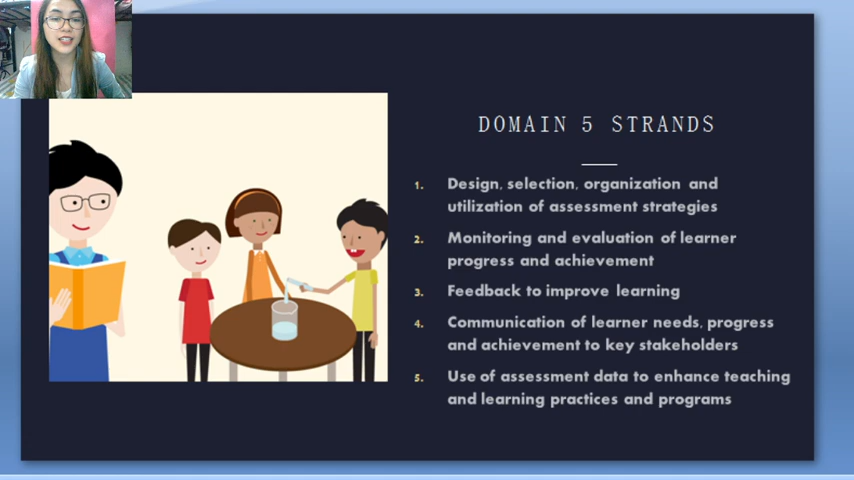 DOMAIN 5 STRANDS
1. Design, selection, organization and
utilization of assessment strategies
2. Monitoring and evaluation of learner
progress and achievement
3. Feedback to improve learning
4. Communication of learner needs, progress
and achievement to key stakeholders
5. Use of assessment data to enhance teaching
and learning practices and programs